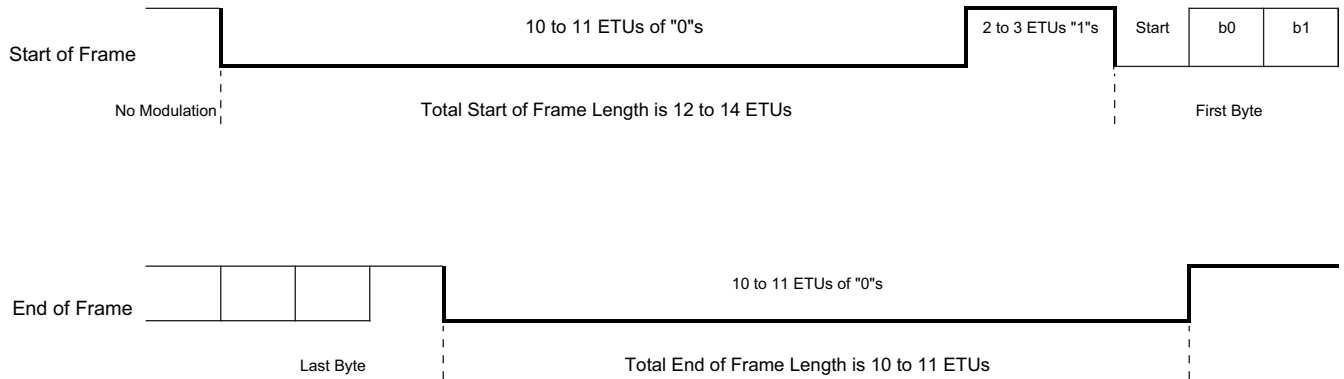 10 to 11 ETUs of "0"s
2 to 3 ETUs "1"s
Start
b0
b1
Start of Frame
No Modulation
Total Start of Frame Length is 12 to 14 ETUs
First Byte
10 to 11 ETUs of "0"s
End of Frame
Last Byte
Total End of Frame Length is 10 to 11 ETUs